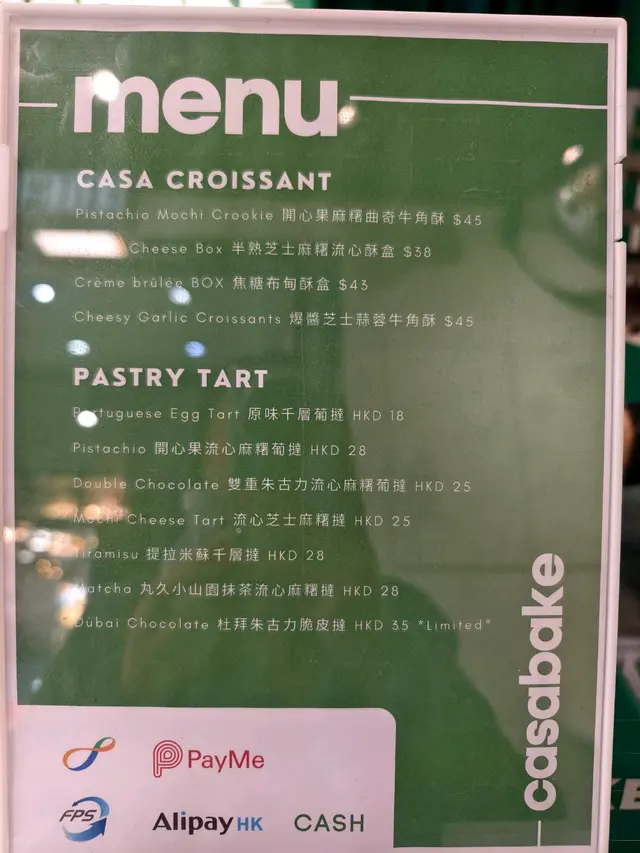 menu
CASA CROISSANT
Pistachio Mochi Crookie 開心果麻糬曲奇牛角酥 $45
Cheese Box 半熟芝士麻糬流心酥盒 $38
Crème brûlée BOX 焦糖布甸酥盒 $43
Cheesy Garlic Croissants 爆醬芝士蒜蓉牛角酥 $45
PASTRY TART
Portuguese Egg Tart 原味千層葡撻 HKD 18
Pistachio 開心果流心麻糬葡撻 HKD 28
Double Chocolate 雙重朱古力流心麻糬葡撻 HKD 25
Mochi Cheese Tart 流心芝士麻糬撻 HKD 25
Tiramisu 提拉米蘇千層撻 HKD 28
Matcha 丸久小山園抹茶流心麻糬撻 HKD 28
Dubai Chocolate 杜拜朱古力脆皮撻 HKD 35 *Limited*
casabake
PayMe
FPS AlipayHK CASH